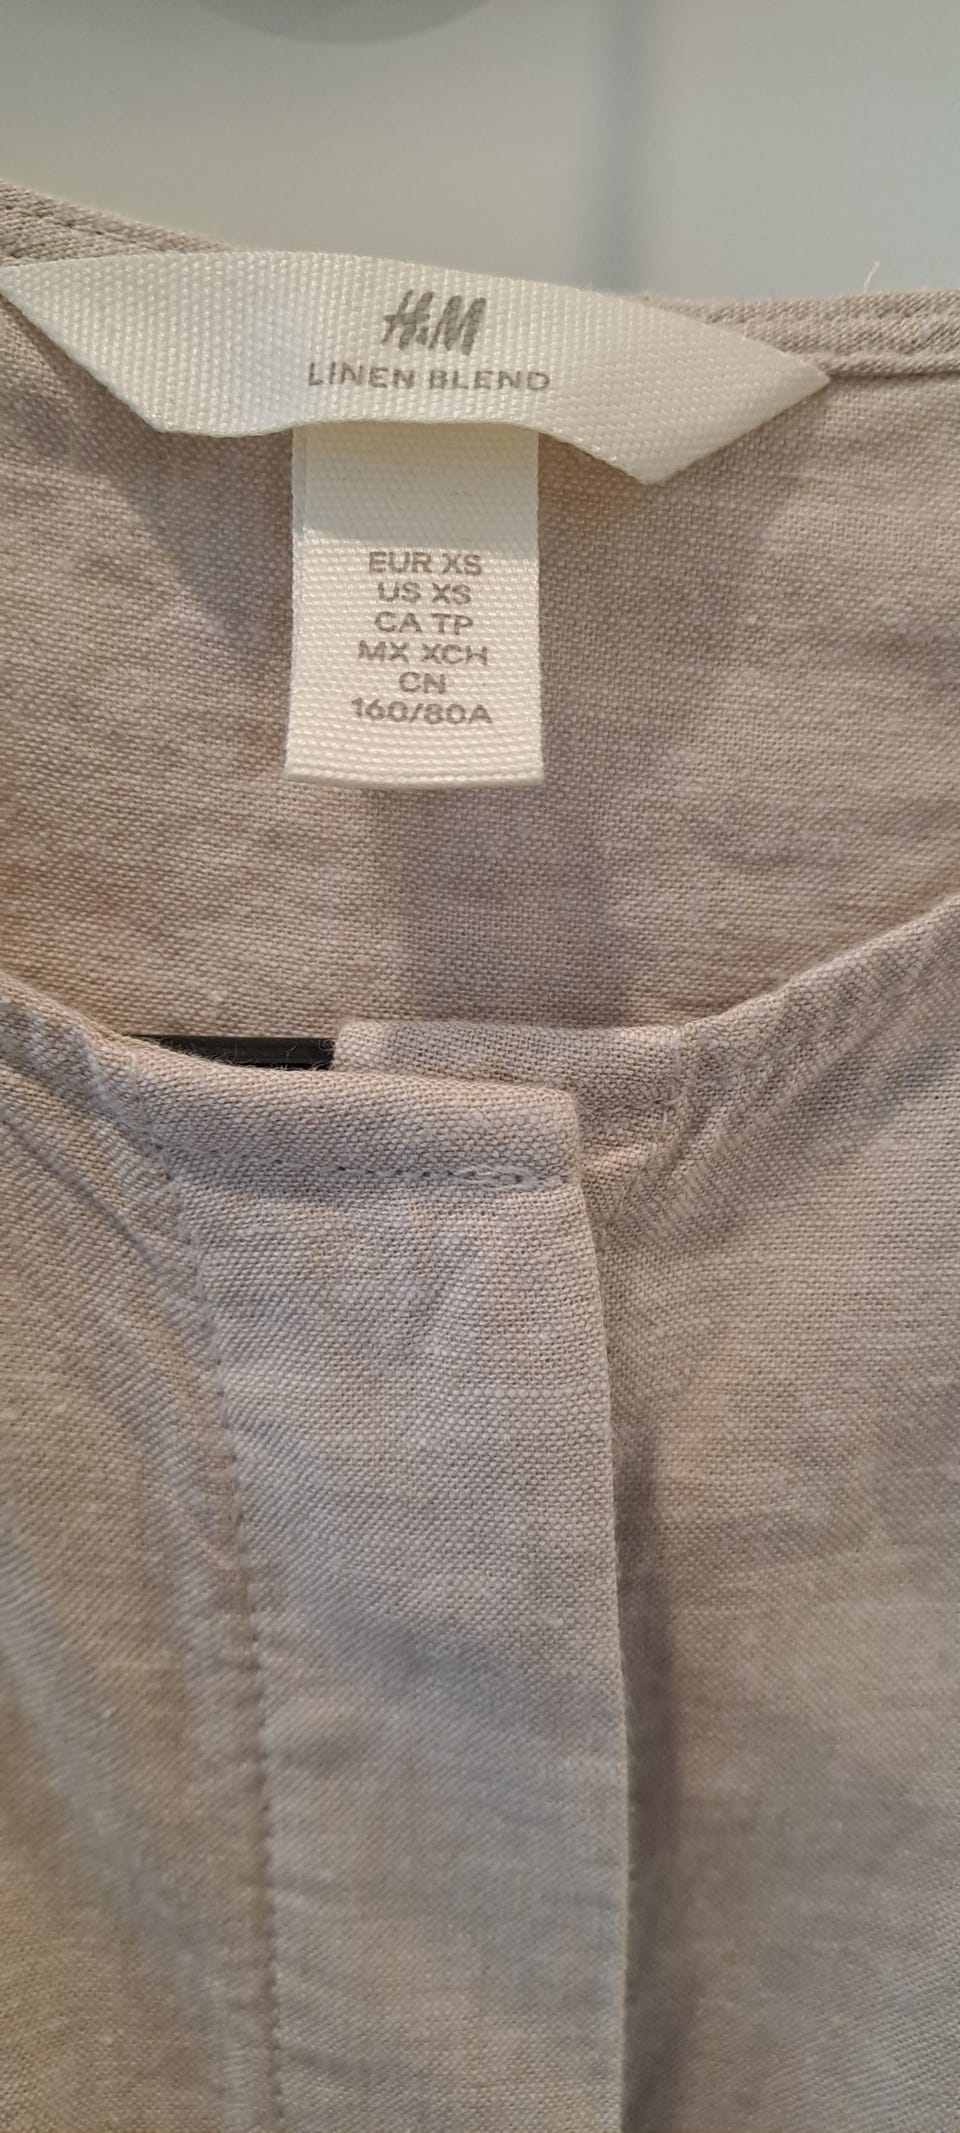 H&M
LINEN BLEND
EUR XS
US XS
CA TP
MX XCH
CN
160/80A